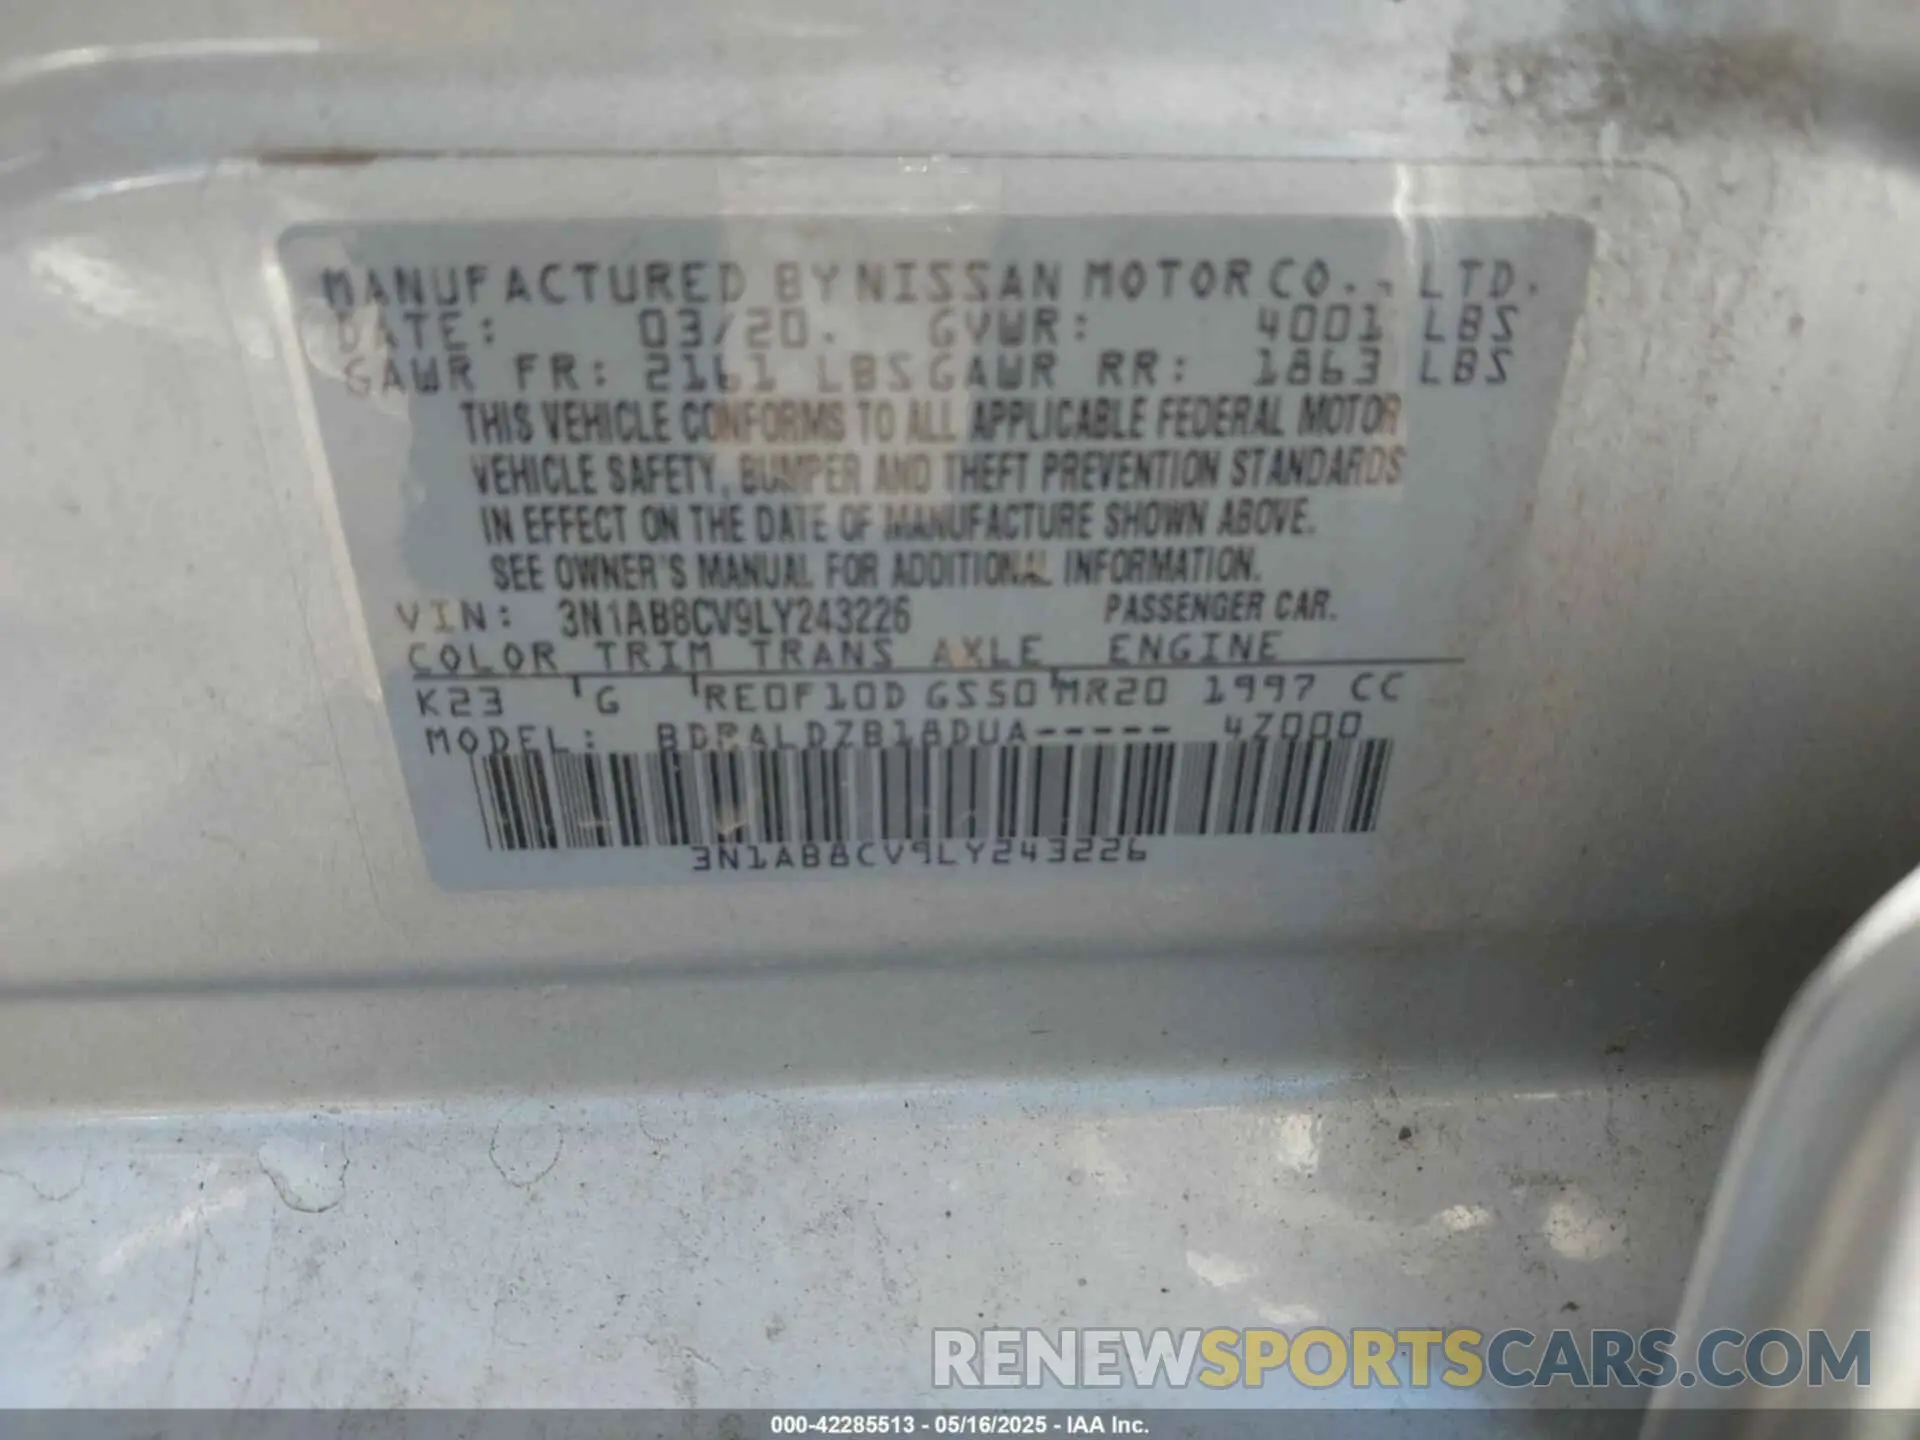 MANUFACTURED BY NISSAN MOTOR CO., LTD.
DATE: 03/20. GVWR: 4001 LBS
GAWR FR: 2161 LBS GAWR RR: 1863 LBS
THIS VEHICLE CONFORMS TO ALL APPLICABLE FEDERAL MOTOR
VEHICLE SAFETY, BUMPER AND THEFT PREVENTION STANDARDS
IN EFFECT ON THE DATE OF MANUFACTURE SHOWN ABOVE.
SEE OWNER'S MANUAL FOR ADDITIONAL INFORMATION.
VIN: 3N1AB8CV9LY243226 PASSENGER CAR.
COLOR TRIM TRANS AXLE ENGINE
K23 G RE0F10D GS50 MR20 1997 CC
MODEL: BDRALDZB18DUA----- 4Z000
3N1AB8CV9LY243226
RENEWSPORTSCARS.COM
000-42285513 - 05/16/2025 - IAA Inc.